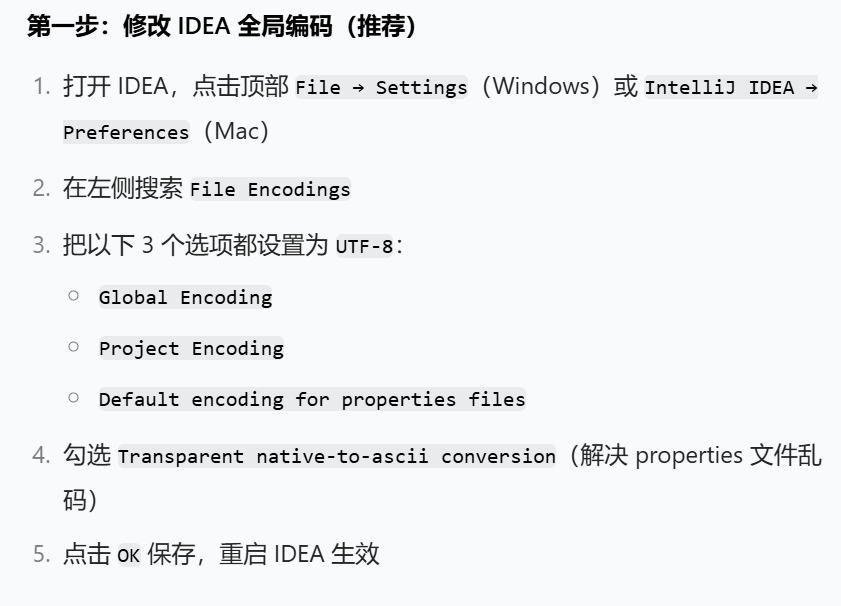 第一步：修改 IDEA 全局编码（推荐）
1. 打开 IDEA，点击顶部 File → Settings（Windows）或 IntelliJ IDEA →
Preferences（Mac）
2. 在左侧搜索 File Encodings
3. 把以下 3 个选项都设置为 UTF-8：
○ Global Encoding
○ Project Encoding
○ Default encoding for properties files
4. 勾选 Transparent native-to-ascii conversion（解决 properties 文件乱
码）
5. 点击 OK 保存，重启 IDEA 生效